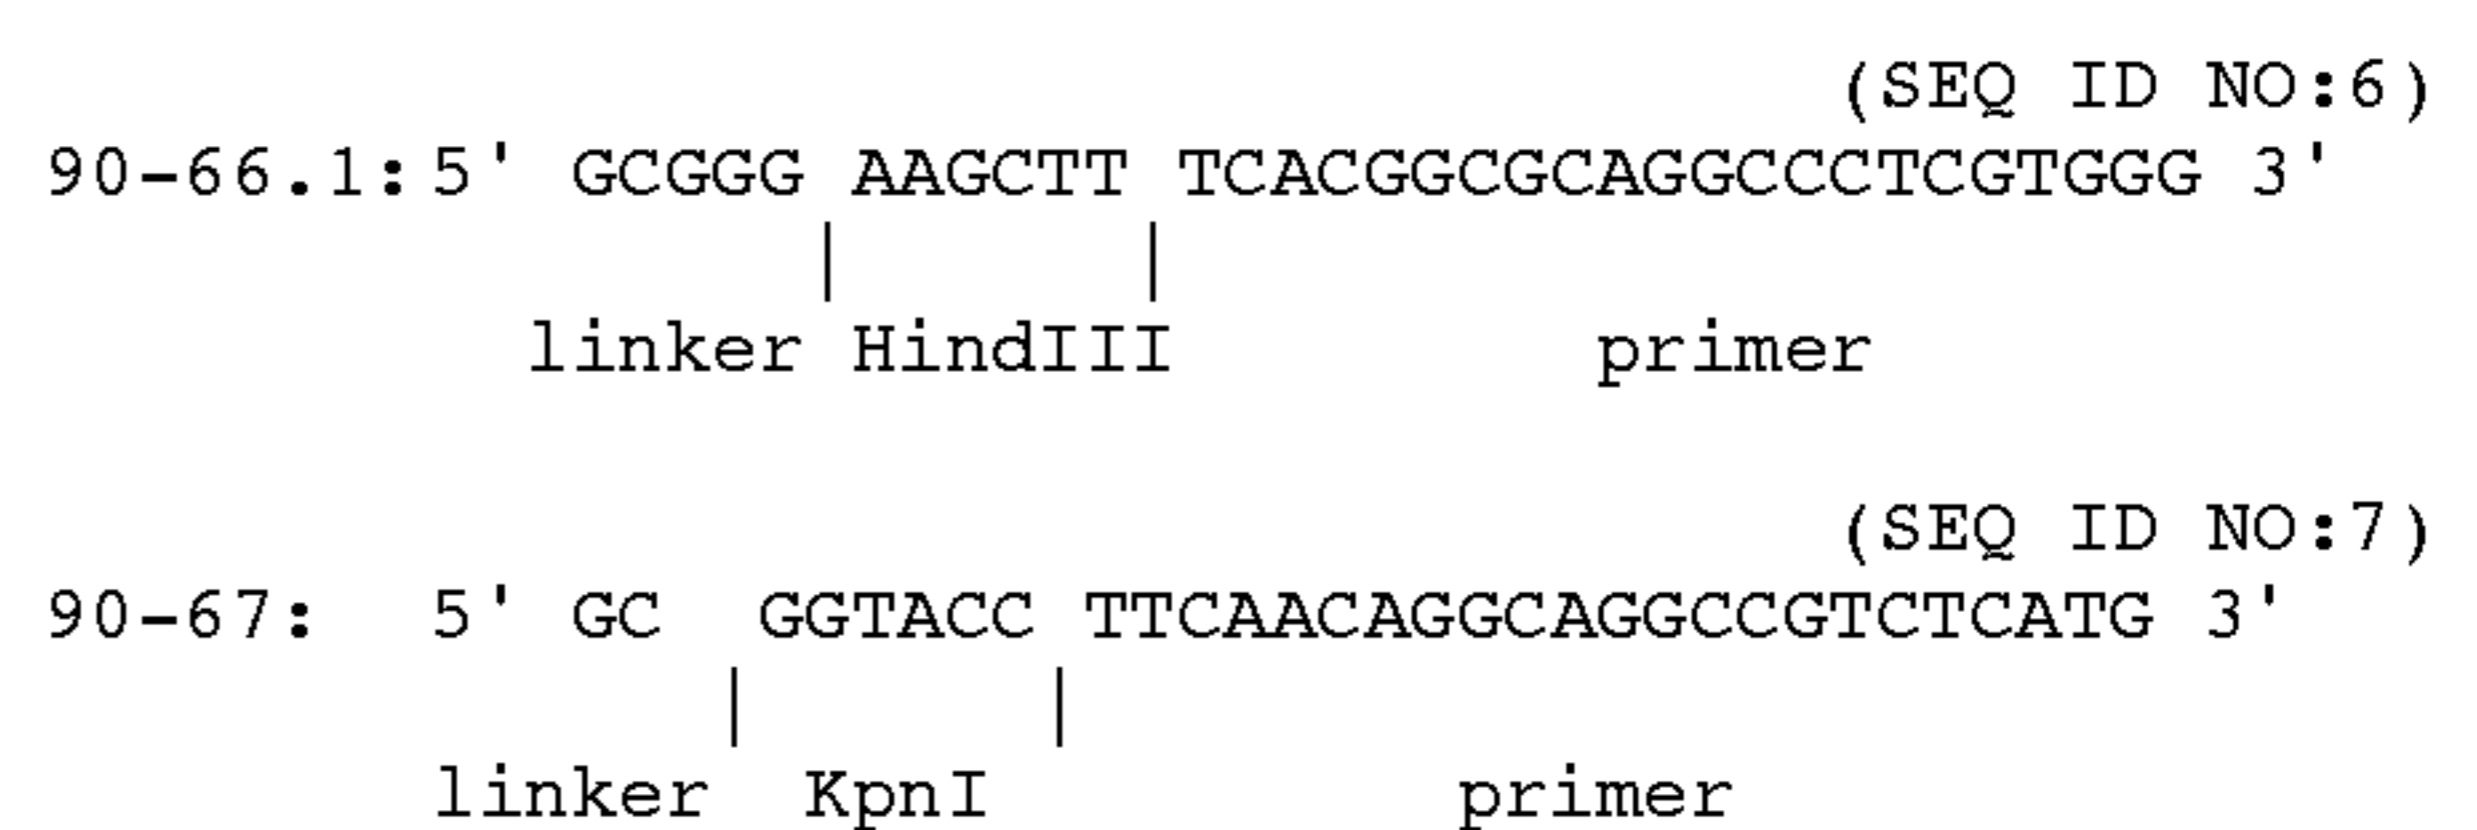 (SEQ ID NO:6)
90-66.1:5' GCGGG AAGCTT TCACGGCGCAGGCCCTCGTGGG 3'
| |
linker HindIII primer
(SEQ ID NO:7)
90-67: 5' GC GGTACC TTCAACAGGCAGGCCGTCTCATG 3'
| |
linker KpnI primer